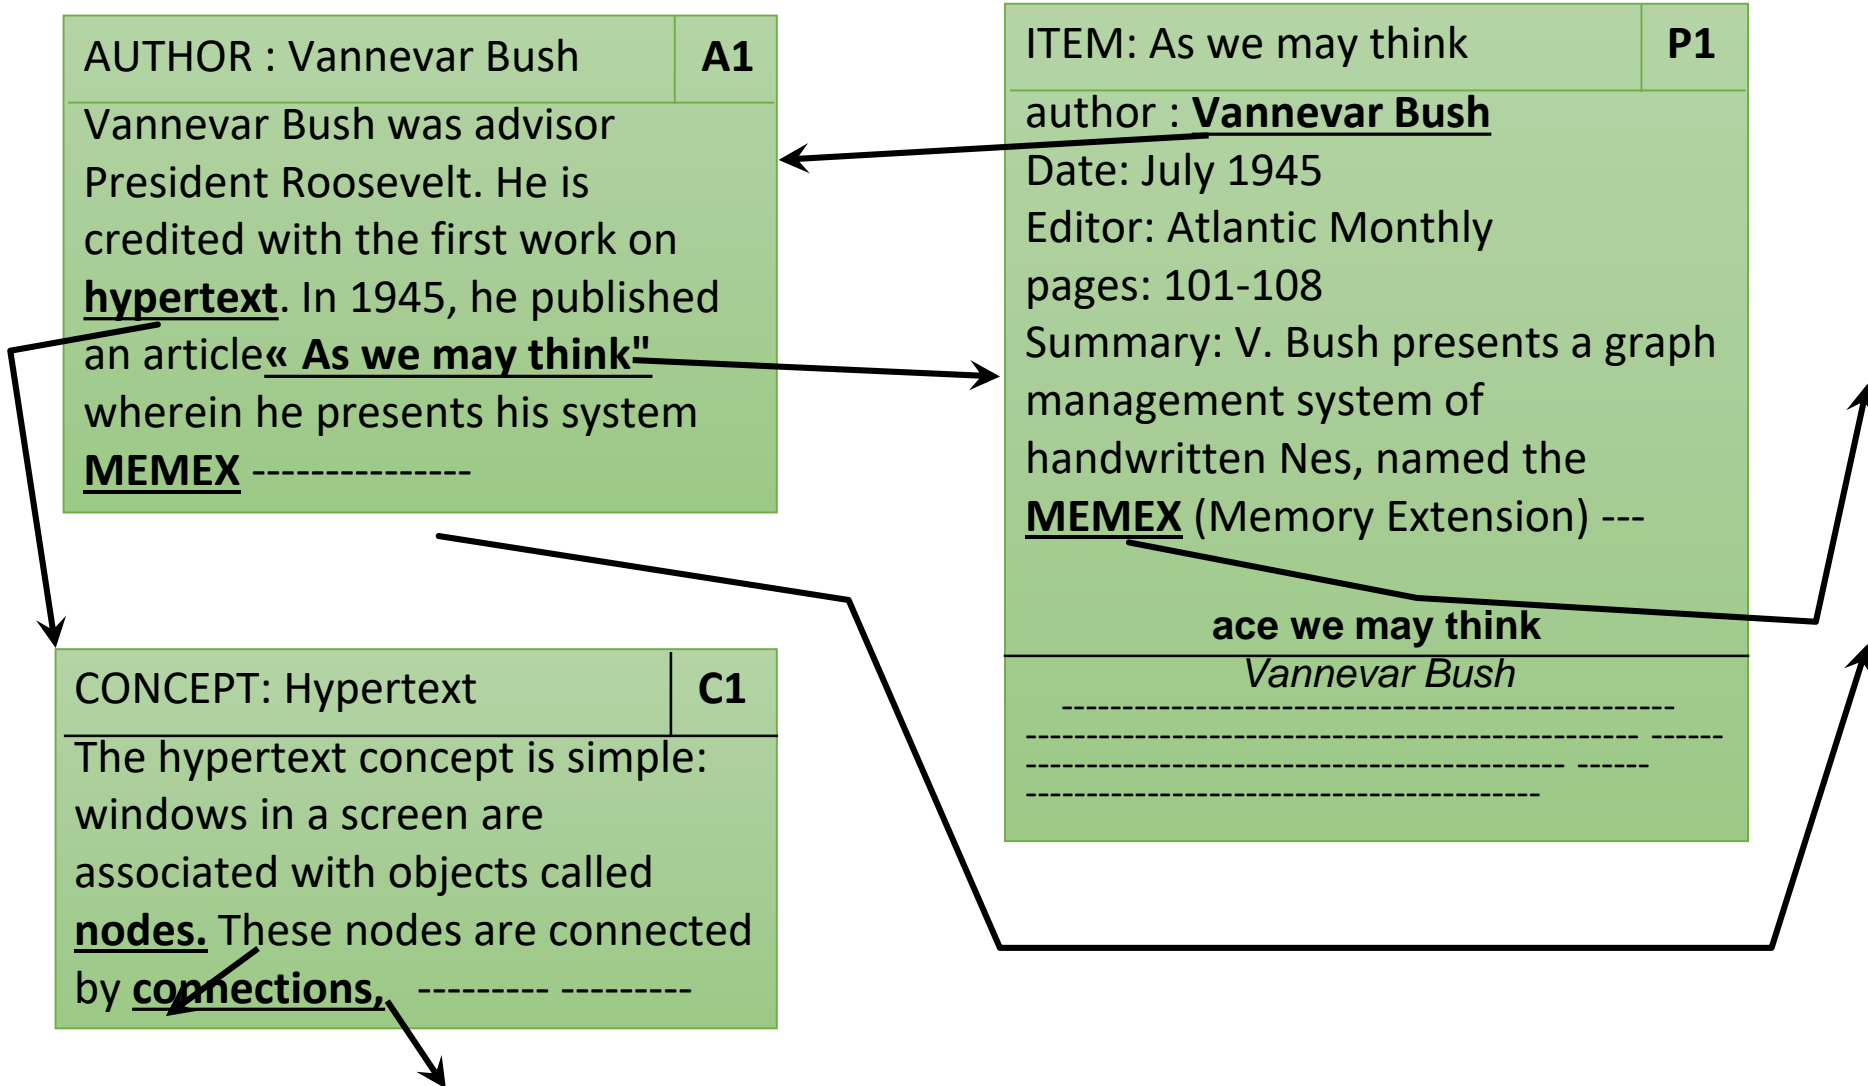 AUTHOR : Vannevar Bush
A1
Vannevar Bush was advisor
President Roosevelt. He is
credited with the first work on
hypertext. In 1945, he published
an article« As we may think"
wherein he presents his system
MEMEX ---------------
ITEM: As we may think
P1
author : Vannevar Bush
Date: July 1945
Editor: Atlantic Monthly
pages: 101-108
Summary: V. Bush presents a graph
management system of
handwritten Nes, named the
MEMEX (Memory Extension) ---
ace we may think
Vannevar Bush
--------------------------------------------------
-------------------------------------------------- ------
-------------------------------------------- ------
------------------------------------------
CONCEPT: Hypertext
C1
The hypertext concept is simple:
windows in a screen are
associated with objects called
nodes. These nodes are connected
by connections, --------- ---------